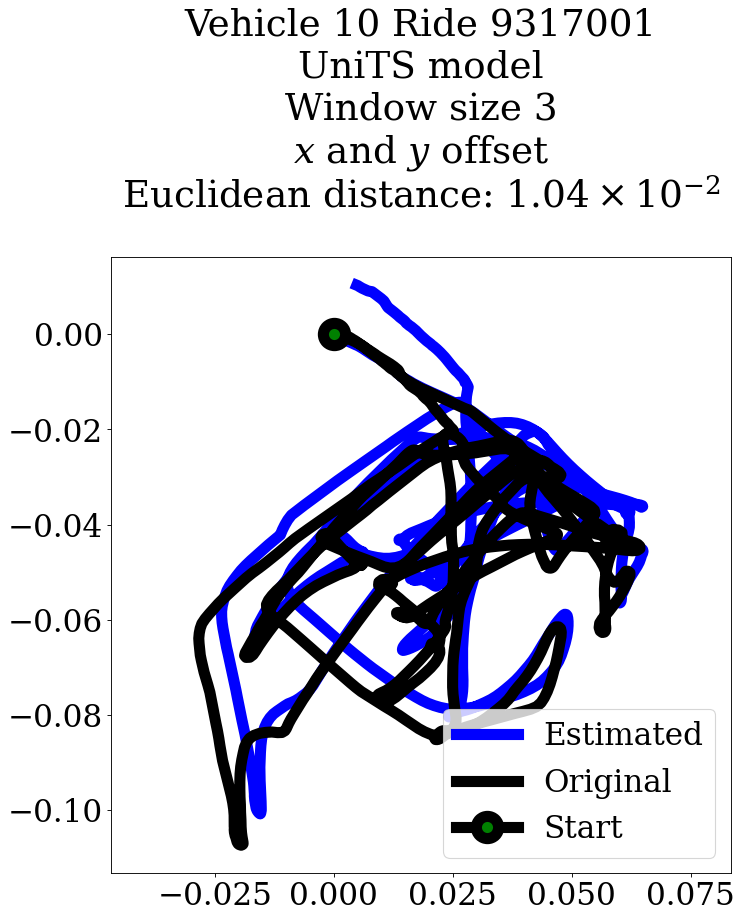 Vehicle 10 Ride 9317001
UniTS model
Window size 3
x and y offset
Euclidean distance: 1.04 × 10⁻²
0.00
−0.02
−0.04
−0.06
−0.08
−0.10
Estimated
Original
Start
−0.025 0.000 0.025 0.050 0.075